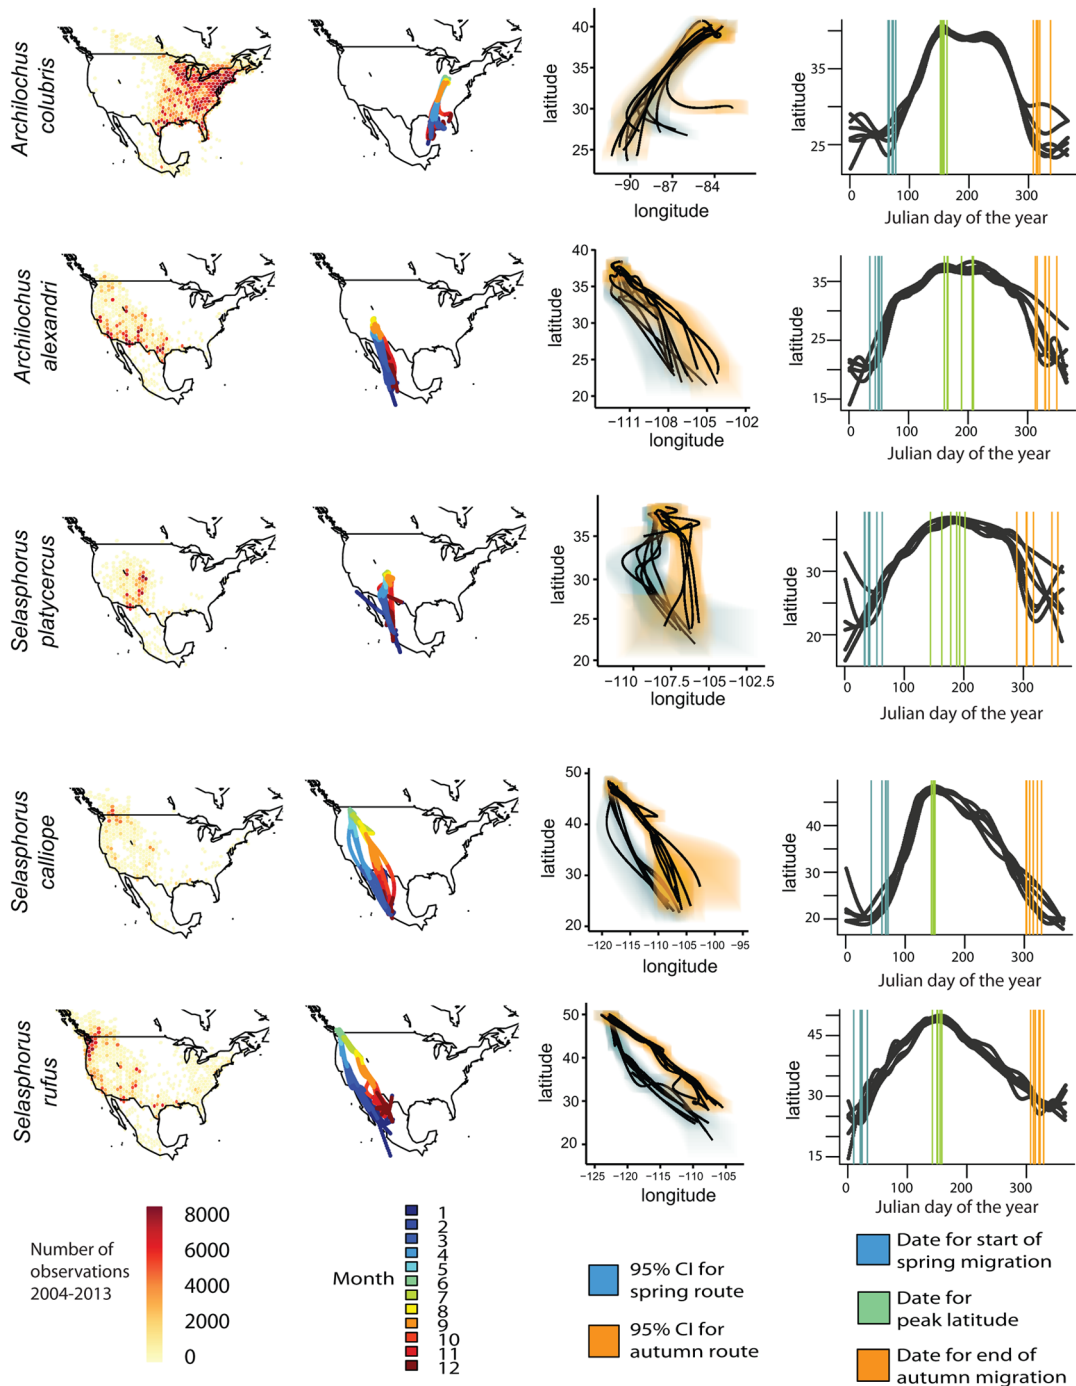 Archilochus
colubris
latitude
40
35
30
25
−90
−87
−84
longitude
latitude
35
25
0
100
200
300
Julian day of the year
Archilochus
alexandri
latitude
40
35
30
25
20
−111
−108
−105
−102
longitude
latitude
35
25
15
0
100
200
300
Julian day of the year
Selasphorus
platycercus
latitude
35
30
25
20
−110
−107.5
−105
−102.5
longitude
latitude
30
20
0
100
200
300
Julian day of the year
Selasphorus
calliope
latitude
50
40
30
20
−120
−115
−110
−105
−100
−95
longitude
latitude
40
30
20
0
100
200
300
Julian day of the year
Selasphorus
rufus
latitude
50
40
30
20
−125
−120
−115
−110
−105
longitude
latitude
45
30
15
0
100
200
300
Julian day of the year
Number of
observations
2004-2013
8000
6000
4000
2000
0
Month
1
2
3
4
5
6
7
8
9
10
11
12
95% CI for
spring route
95% CI for
autumn route
Date for start of
spring migration
Date for
peak latitude
Date for end of
autumn migration